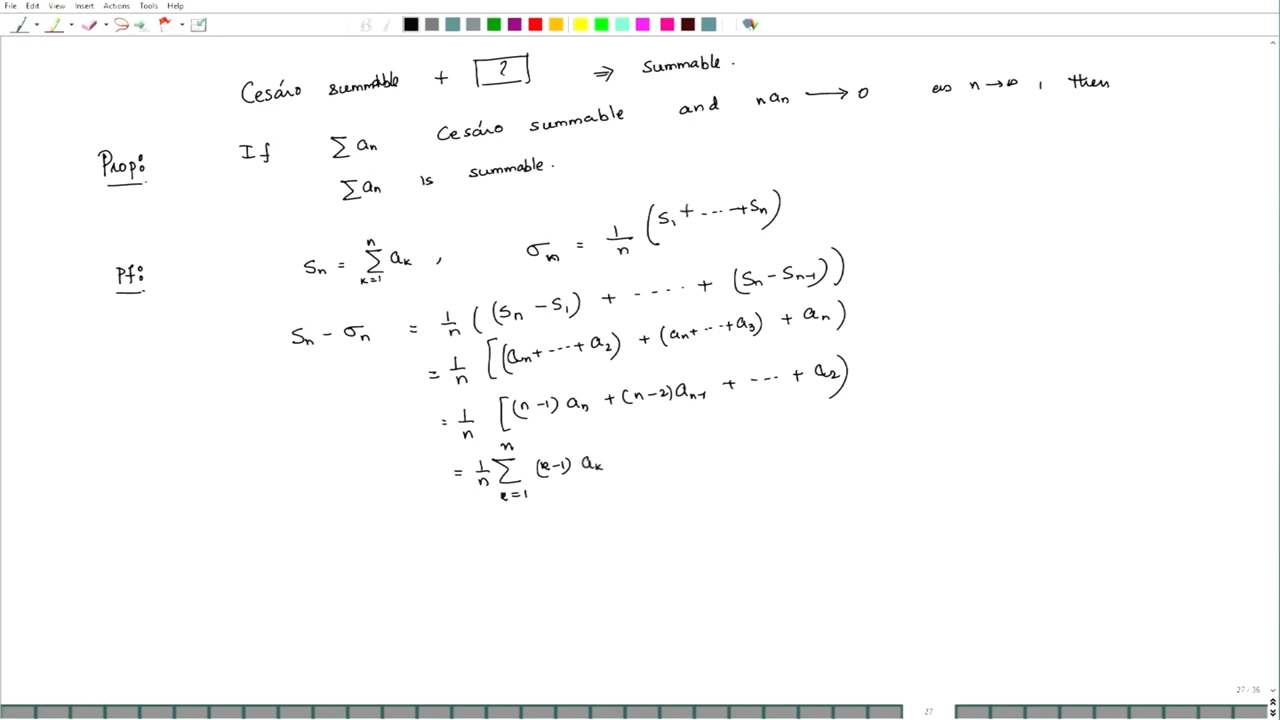 File Edit View Insert Actions Tools Help
Cesáro summable + ? ⇒ Summable.
Prop: If ∑ aₙ Cesáro summable and naₙ ⟶ 0 as n→∞, then
∑ aₙ is summable.
Pf: Sₙ = ∑_{k=1}^{n} aₖ , σₙ = 1/n (S₁ + ---- + Sₙ)
Sₙ - σₙ = 1/n ( (Sₙ - S₁) + ----- + (Sₙ - Sₙ₋₁) )
= 1/n [ (aₙ + --- + a₂) + (aₙ + --- + a₃) + aₙ )
= 1/n [ (n-1) aₙ + (n-2) aₙ₋₁ + --- + a₂ )
= 1/n ∑_{k=1}^{n} (k-1) aₖ
27 / 36
27